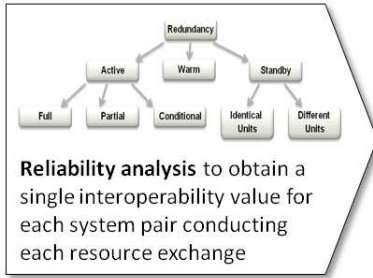 Redundancy
Active
Warm
Standby
Full
Partial
Conditional
Identical
Units
Different
Units
Reliability analysis to obtain a
single interoperability value for
each system pair conducting
each resource exchange